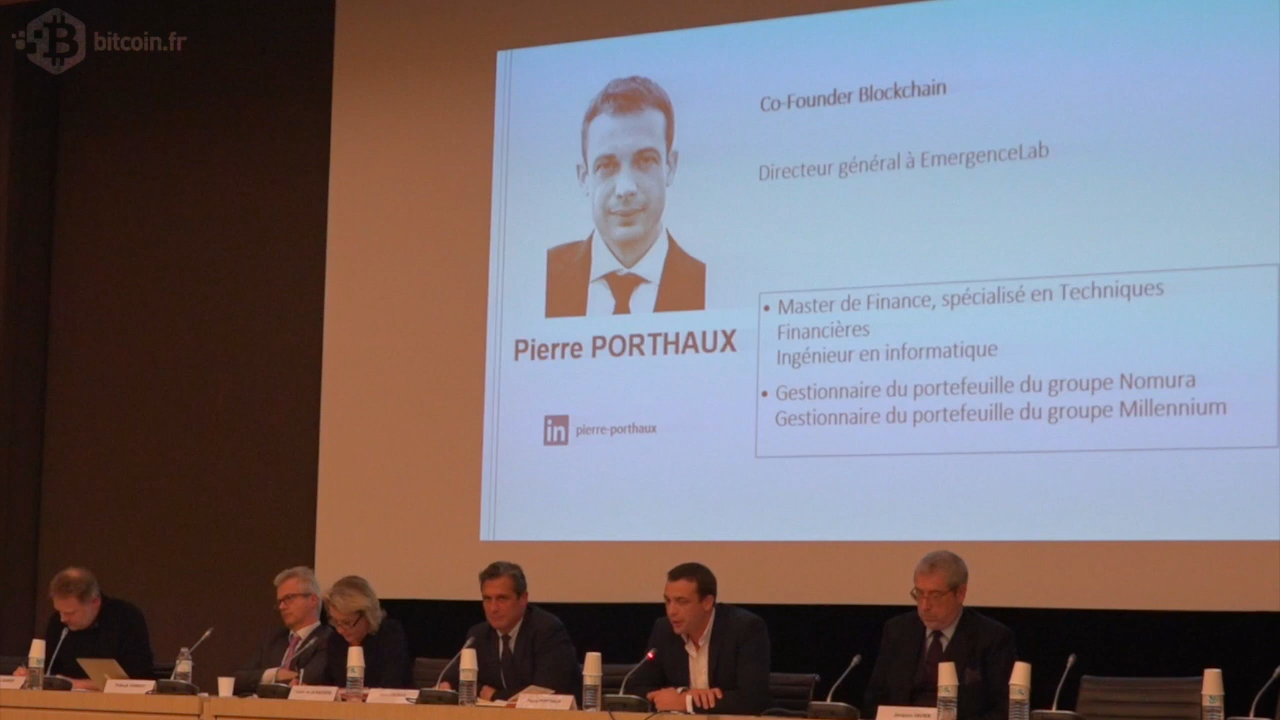 bitcoin.fr
Co-Founder Blockchain
Directeur général à EmergenceLab
• Master de Finance, spécialisé en Techniques
Financières
Ingénieur en informatique
• Gestionnaire du portefeuille du groupe Nomura
Gestionnaire du portefeuille du groupe Millennium
Pierre PORTHAUX
in pierre-porthaux